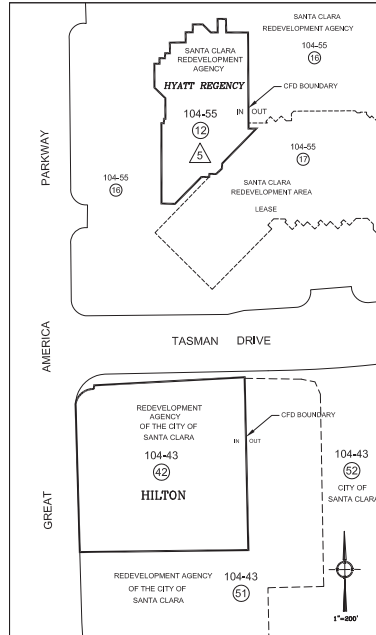 SANTA CLARA
REDEVELOPMENT AGENCY
104-55
16
SANTA CLARA
REDEVELOPMENT
AGENCY
HYATT REGENCY
CFD BOUNDARY
IN OUT
104-55
12
5
104-55
17
104-55
16
SANTA CLARA
REDEVELOPMENT AREA
LEASE
PARKWAY
AMERICA
GREAT
TASMAN DRIVE
REDEVELOPMENT
AGENCY
OF THE CITY OF
SANTA CLARA
CFD BOUNDARY
IN OUT
104-43
42
HILTON
104-43
52
CITY OF
SANTA CLARA
REDEVELOPMENT AGENCY
OF THE CITY OF
SANTA CLARA
104-43
51
1"=200'